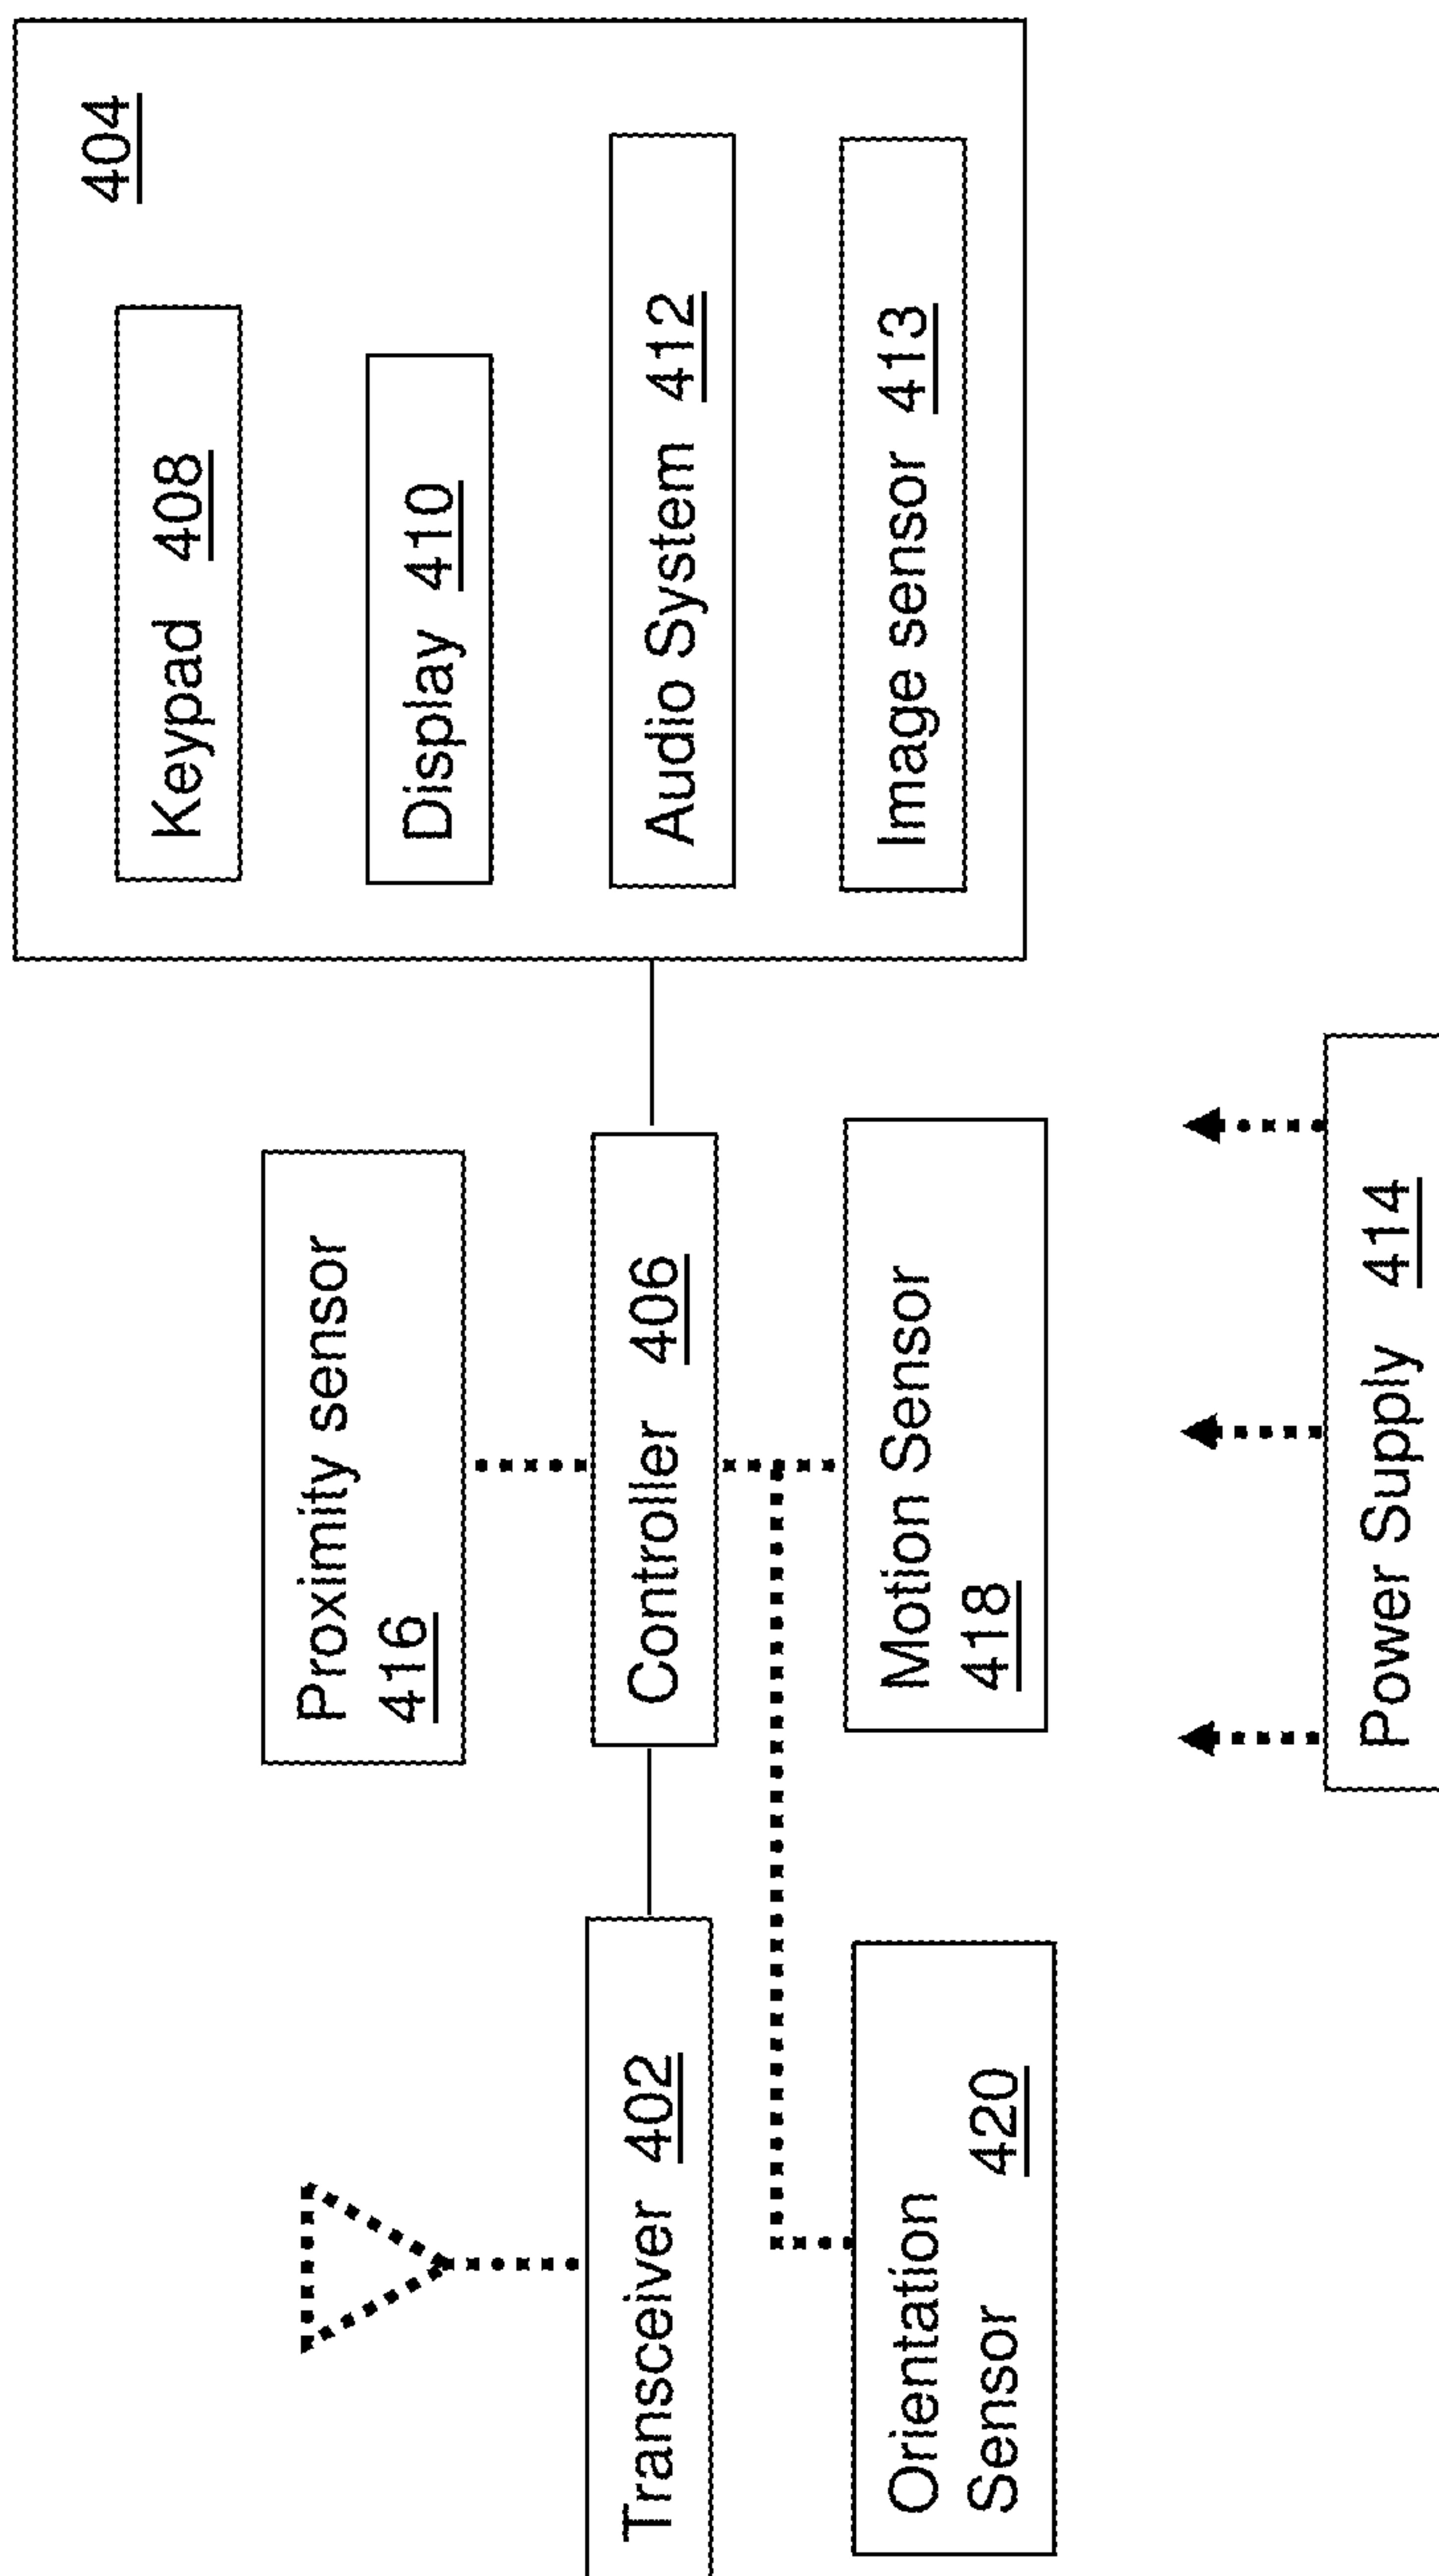 404
Keypad 408
Display 410
Audio System 412
Image sensor 413
Proximity sensor
416
Controller 406
Motion Sensor
418
Transceiver 402
Orientation
Sensor 420
Power Supply 414